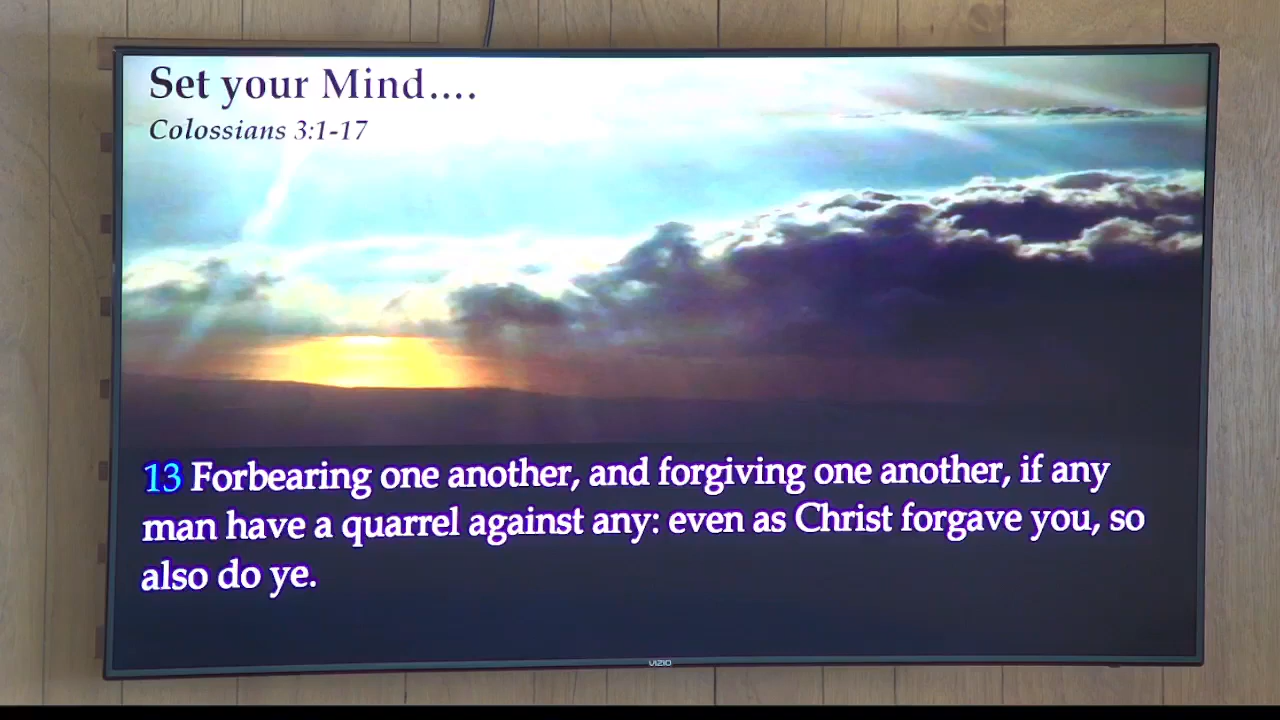 Set your Mind....
Colossians 3:1-17
13 Forbearing one another, and forgiving one another, if any
man have a quarrel against any: even as Christ forgave you, so
also do ye.
VIZIO